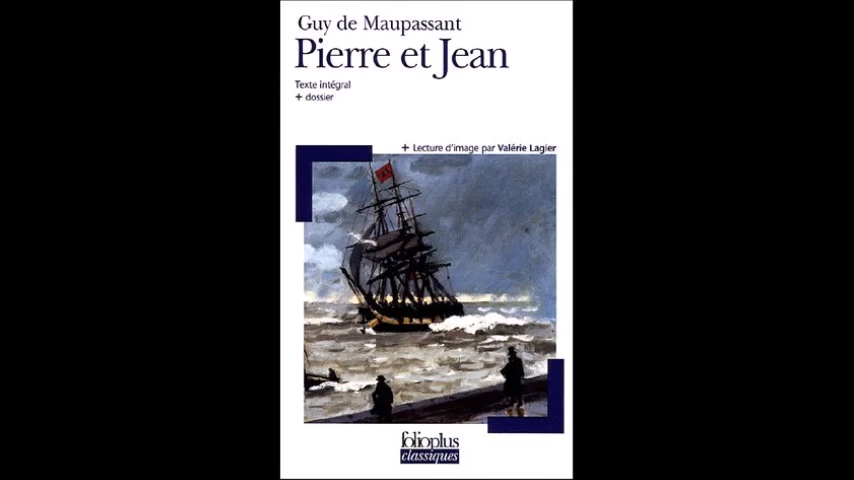 Guy de Maupassant
Pierre et Jean
Texte intégral
+ dossier
+ Lecture d'image par Valérie Lagier
folioplus
classiques